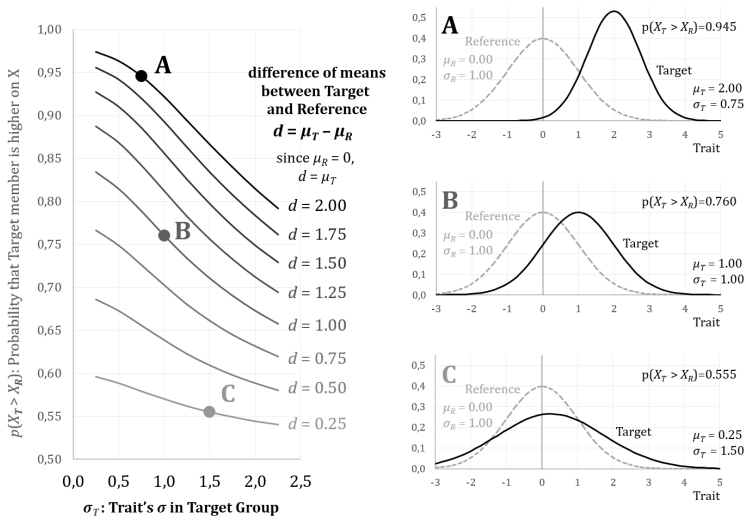 p(X_T > X_R): Probability that Target member is higher on X
1,00
0,95
0,90
0,85
0,80
0,75
0,70
0,65
0,60
0,55
0,50
0,0
0,5
1,0
1,5
2,0
2,5
σ_T: Trait's σ in Target Group
A
B
C
difference of means
between Target
and Reference
d = μ_T – μ_R
since μ_R = 0,
d = μ_T
d = 2.00
d = 1.75
d = 1.50
d = 1.25
d = 1.00
d = 0.75
d = 0.50
d = 0.25
A
0,5
0,4
0,3
0,2
0,1
0,0
Reference
μ_R = 0.00
σ_R = 1.00
p(X_T > X_R)=0.945
Target
μ_T = 2.00
σ_T = 0.75
-3
-2
-1
0
1
2
3
4
5
Trait
B
0,5
0,4
0,3
0,2
0,1
0,0
Reference
μ_R = 0.00
σ_R = 1.00
p(X_T > X_R)=0.760
Target
μ_T = 1.00
σ_T = 1.00
-3
-2
-1
0
1
2
3
4
5
Trait
C
0,5
0,4
0,3
0,2
0,1
0,0
Reference
μ_R = 0.00
σ_R = 1.00
p(X_T > X_R)=0.555
Target
μ_T = 0.25
σ_T = 1.50
-3
-2
-1
0
1
2
3
4
5
Trait